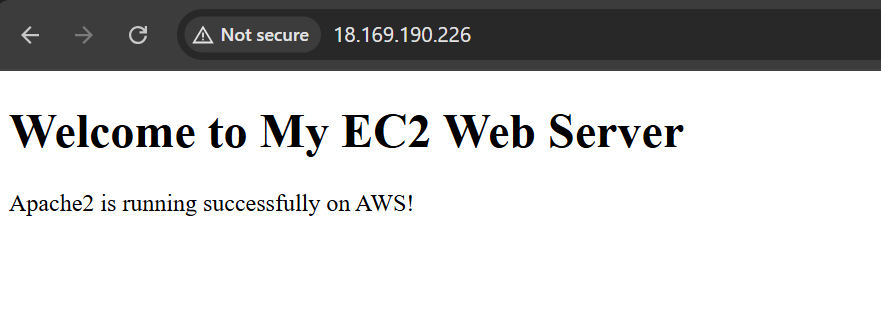 Not secure 18.169.190.226
Welcome to My EC2 Web Server
Apache2 is running successfully on AWS!